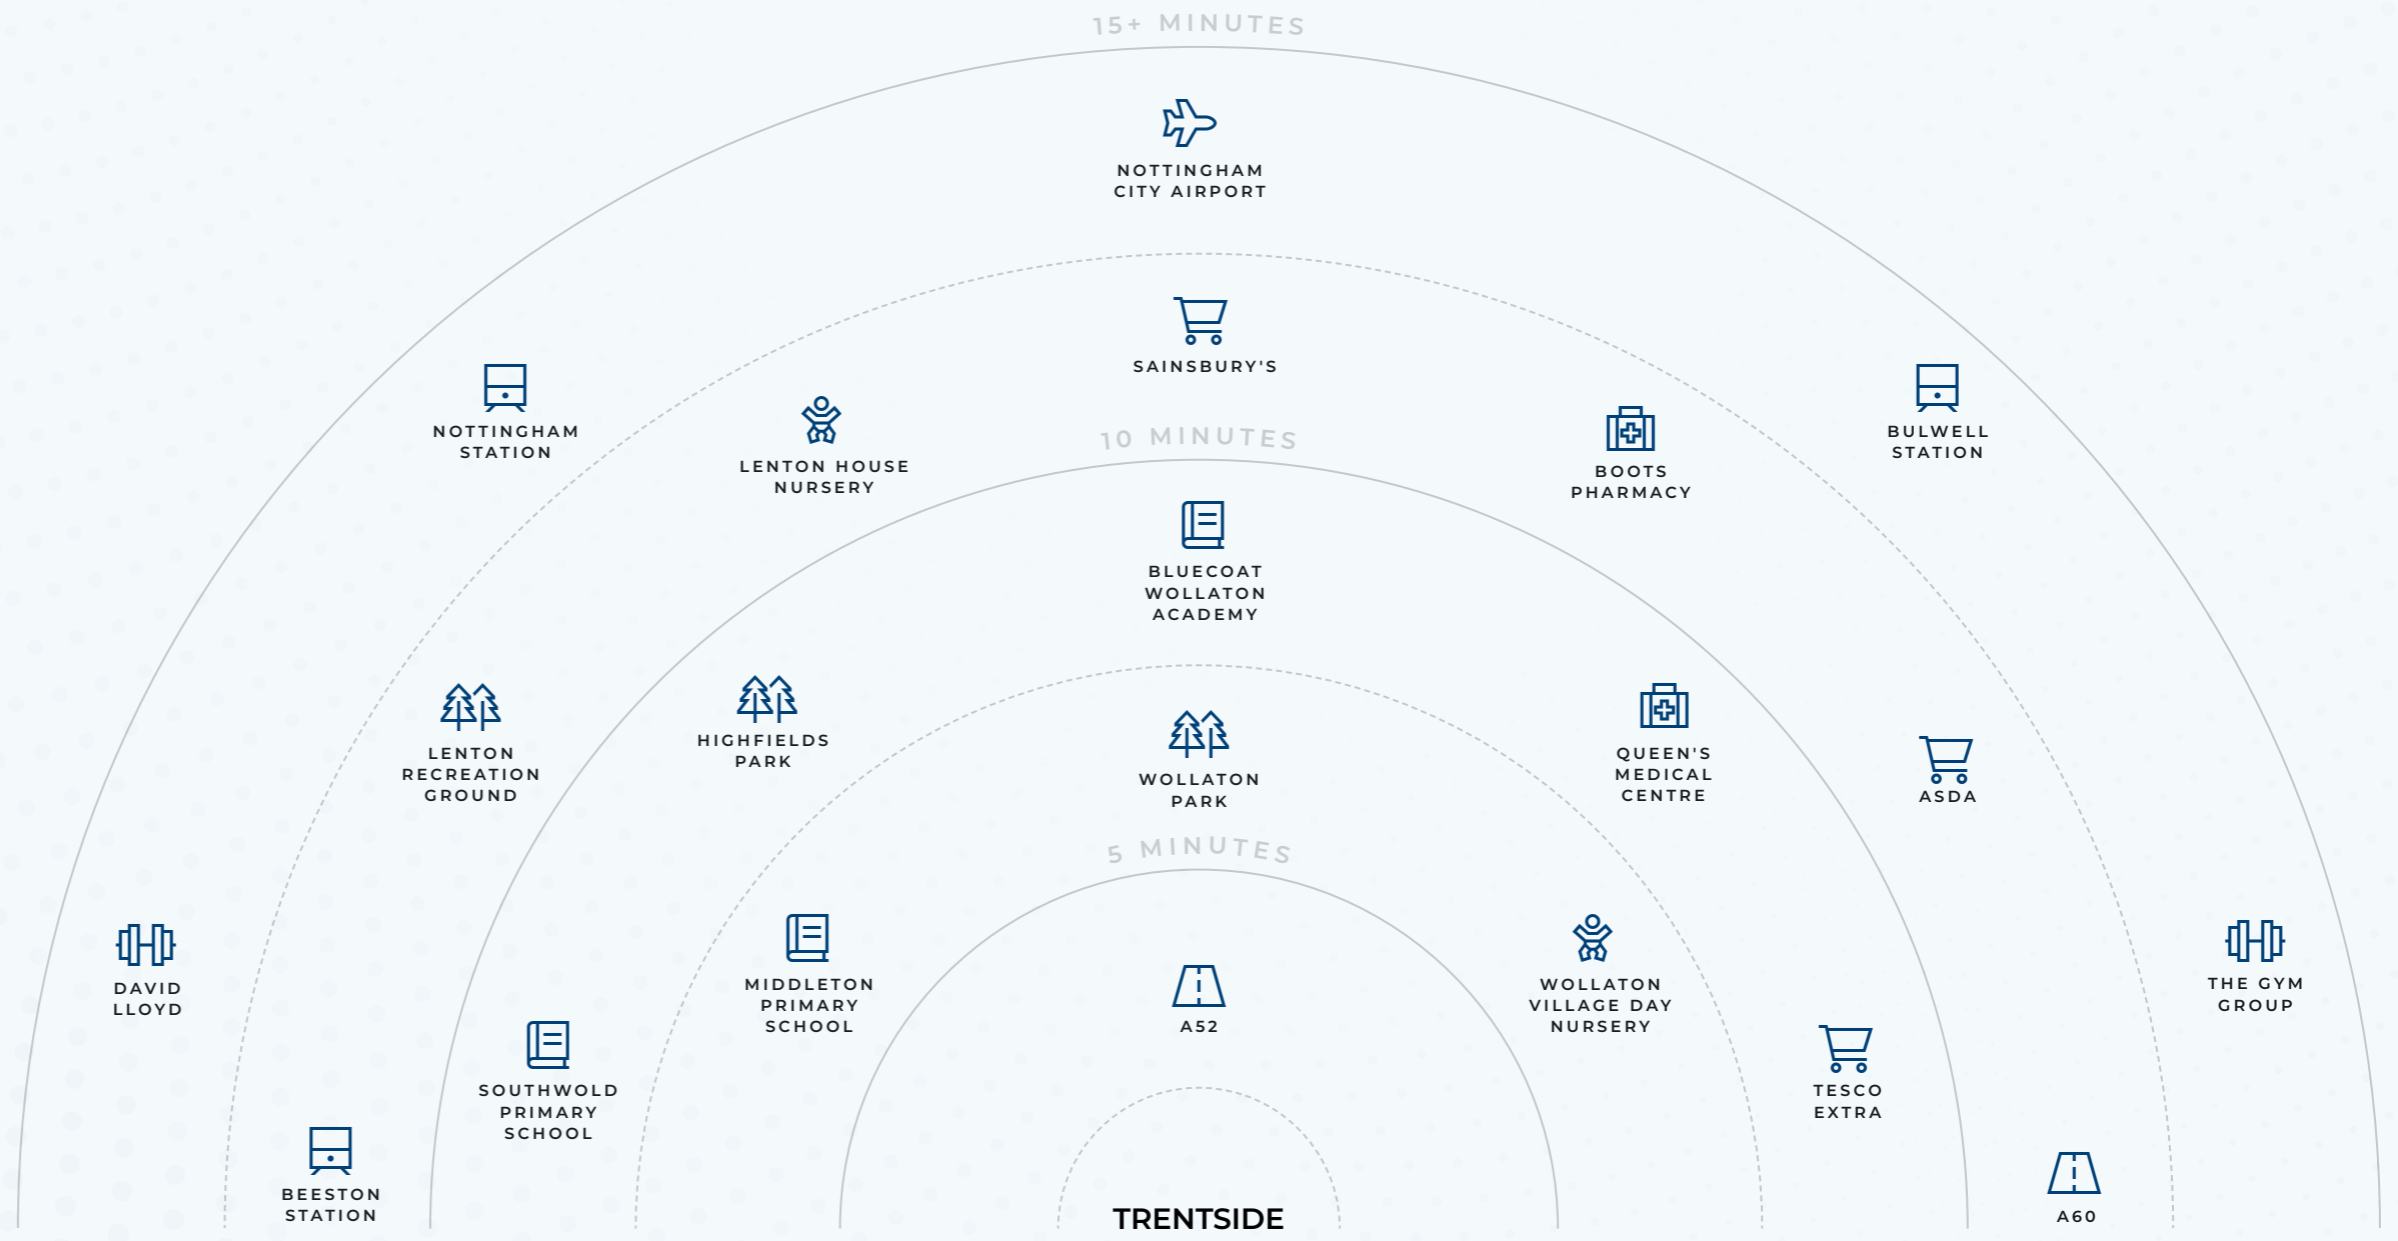 15+ MINUTES
NOTTINGHAM
CITY AIRPORT
SAINSBURY'S
NOTTINGHAM
STATION
LENTON HOUSE
NURSERY
BOOTS
PHARMACY
BULWELL
STATION
10 MINUTES
BLUECOAT
WOLLATON
ACADEMY
LENTON
RECREATION
GROUND
HIGHFIELDS
PARK
WOLLATON
PARK
QUEEN'S
MEDICAL
CENTRE
ASDA
5 MINUTES
DAVID
LLOYD
MIDDLETON
PRIMARY
SCHOOL
A52
WOLLATON
VILLAGE DAY
NURSERY
THE GYM
GROUP
SOUTHWOLD
PRIMARY
SCHOOL
TESCO
EXTRA
BEESTON
STATION
TRENTSIDE
A60